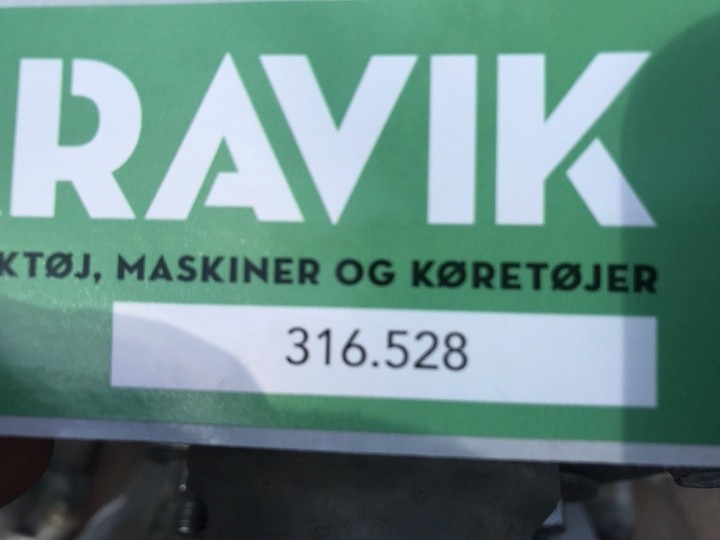 RAVIK
KTØJ, MASKINER OG KØRETØJER
316.528